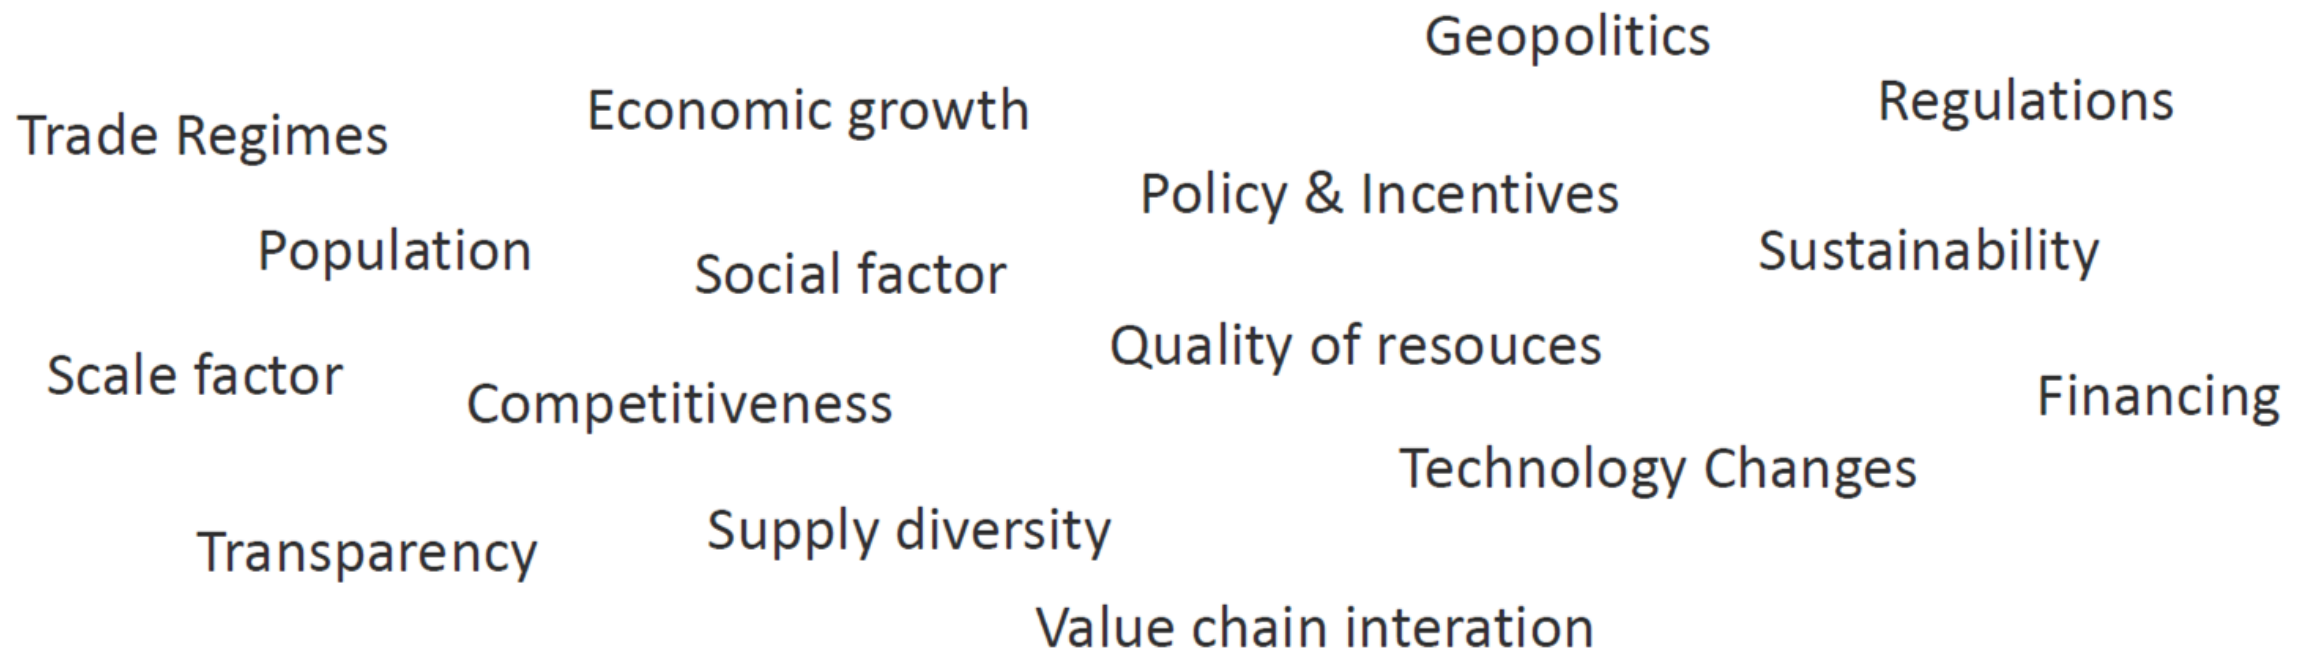 Geopolitics
Regulations
Economic growth
Trade Regimes
Policy & Incentives
Population
Social factor
Sustainability
Quality of resouces
Scale factor
Competitiveness
Financing
Technology Changes
Supply diversity
Transparency
Value chain interation